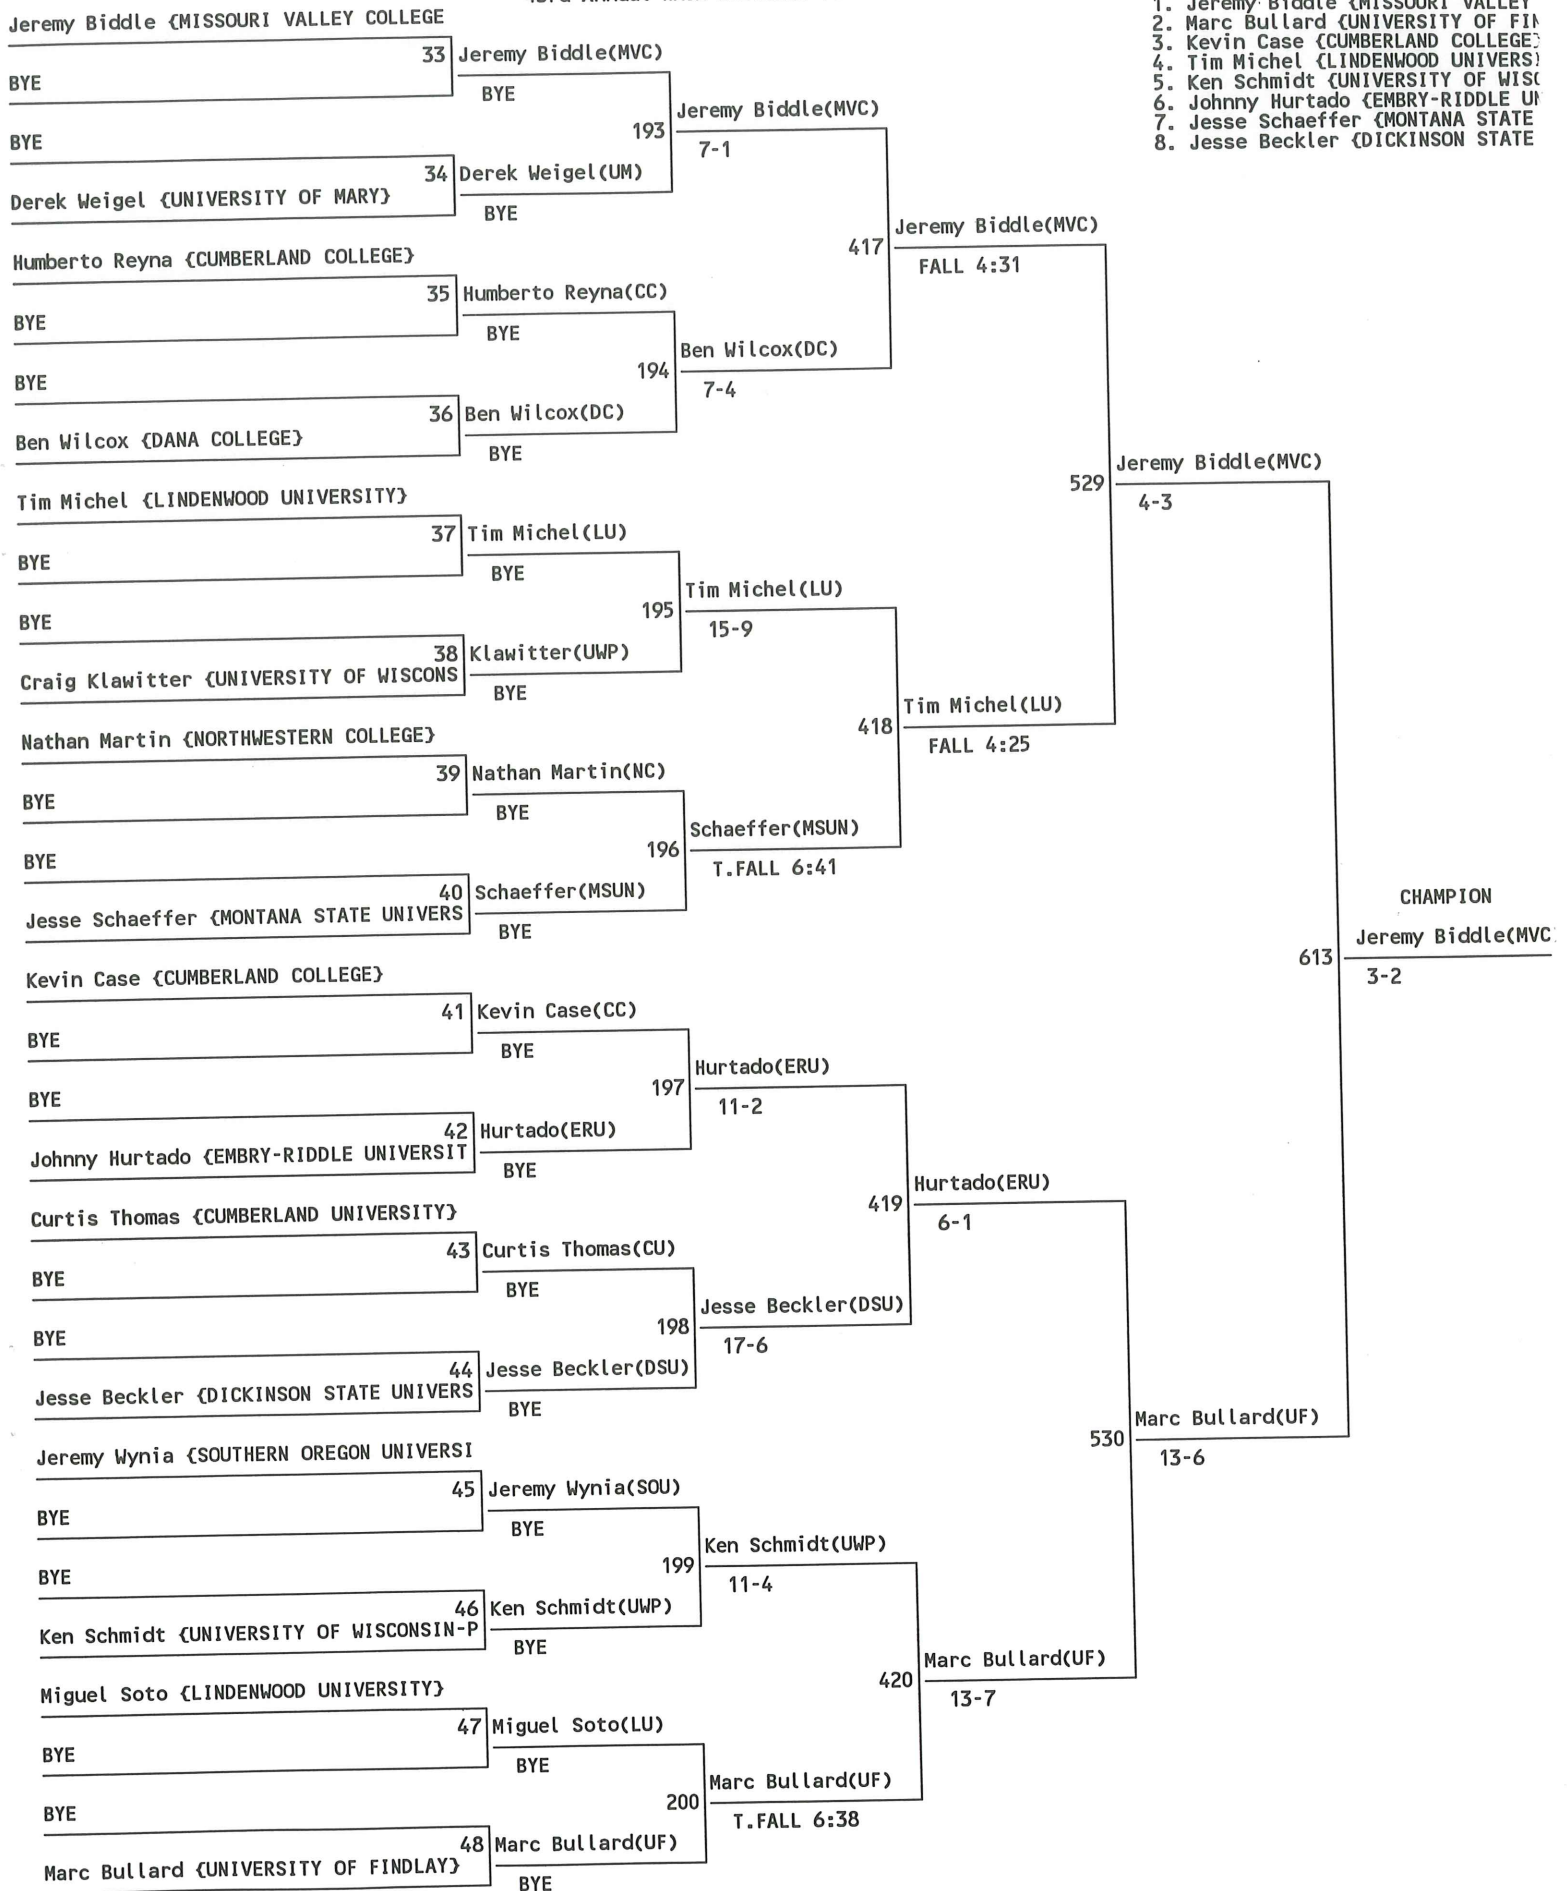 1. Jeremy Biddle {MISSOURI VALLEY
2. Marc Bullard {UNIVERSITY OF FIN
3. Kevin Case {CUMBERLAND COLLEGE}
4. Tim Michel {LINDENWOOD UNIVERSI
5. Ken Schmidt {UNIVERSITY OF WISC
6. Johnny Hurtado {EMBRY-RIDDLE UN
7. Jesse Schaeffer {MONTANA STATE
8. Jesse Beckler {DICKINSON STATE
Jeremy Biddle {MISSOURI VALLEY COLLEGE
33 Jeremy Biddle(MVC)
BYE
BYE
193 Jeremy Biddle(MVC)
7-1
BYE
34 Derek Weigel(UM)
Derek Weigel {UNIVERSITY OF MARY}
BYE
417 Jeremy Biddle(MVC)
FALL 4:31
Humberto Reyna {CUMBERLAND COLLEGE}
35 Humberto Reyna(CC)
BYE
BYE
194 Ben Wilcox(DC)
7-4
BYE
36 Ben Wilcox(DC)
Ben Wilcox {DANA COLLEGE}
BYE
529 Jeremy Biddle(MVC)
4-3
Tim Michel {LINDENWOOD UNIVERSITY}
37 Tim Michel(LU)
BYE
BYE
195 Tim Michel(LU)
15-9
BYE
38 Klawitter(UWP)
Craig Klawitter {UNIVERSITY OF WISCONS
BYE
418 Tim Michel(LU)
FALL 4:25
Nathan Martin {NORTHWESTERN COLLEGE}
39 Nathan Martin(NC)
BYE
BYE
196 Schaeffer(MSUN)
T.FALL 6:41
BYE
40 Schaeffer(MSUN)
Jesse Schaeffer {MONTANA STATE UNIVERS
BYE
CHAMPION
613 Jeremy Biddle(MVC
3-2
Kevin Case {CUMBERLAND COLLEGE}
41 Kevin Case(CC)
BYE
BYE
197 Hurtado(ERU)
11-2
BYE
42 Hurtado(ERU)
Johnny Hurtado {EMBRY-RIDDLE UNIVERSIT
BYE
419 Hurtado(ERU)
6-1
Curtis Thomas {CUMBERLAND UNIVERSITY}
43 Curtis Thomas(CU)
BYE
BYE
198 Jesse Beckler(DSU)
17-6
BYE
44 Jesse Beckler(DSU)
Jesse Beckler {DICKINSON STATE UNIVERS
BYE
530 Marc Bullard(UF)
13-6
Jeremy Wynia {SOUTHERN OREGON UNIVERSI
45 Jeremy Wynia(SOU)
BYE
BYE
199 Ken Schmidt(UWP)
11-4
BYE
46 Ken Schmidt(UWP)
Ken Schmidt {UNIVERSITY OF WISCONSIN-P
BYE
420 Marc Bullard(UF)
13-7
Miguel Soto {LINDENWOOD UNIVERSITY}
47 Miguel Soto(LU)
BYE
BYE
200 Marc Bullard(UF)
T.FALL 6:38
BYE
48 Marc Bullard(UF)
Marc Bullard {UNIVERSITY OF FINDLAY}
BYE